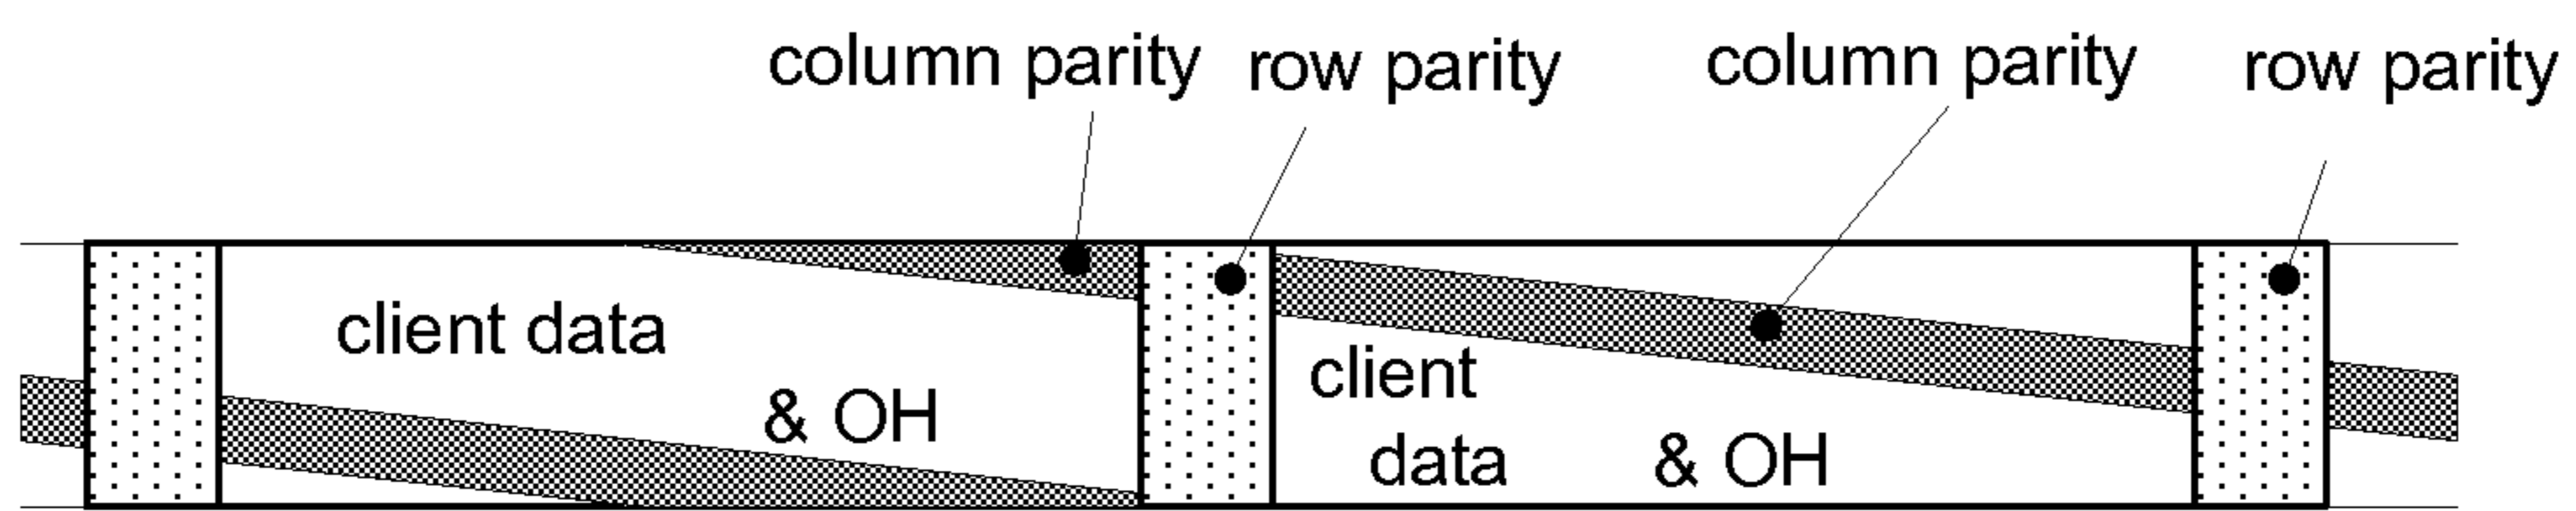 column parity
row parity
column parity
row parity
client data
& OH
client
data
& OH